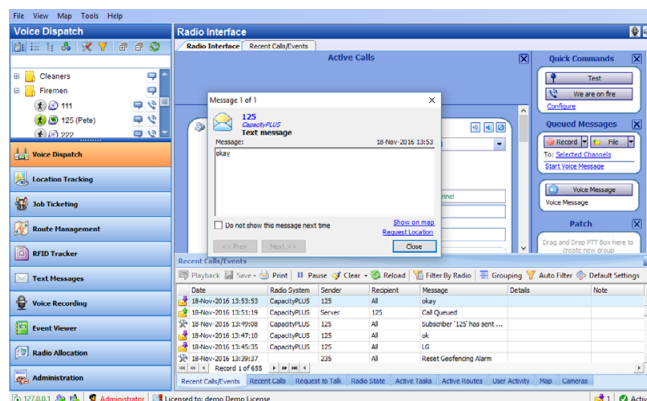 File View Map Tools Help
Voice Dispatch
Radio Interface
Radio Interface Recent Calls/Events
Active Calls
Quick Commands
Test
We are on fire
Configure
Queued Messages
Record File
To: Selected Channels
Start Voice Message
Voice Message
Voice Message
Patch
Drag and Drop PTT Box here to
create new group
Cleaners
Firemen
111
125 (Pete)
222
Voice Dispatch
Location Tracking
Job Ticketing
Route Management
RFID Tracker
Text Messages
Voice Recording
Event Viewer
Radio Allocation
Administration
Message 1 of 1
125
CapacityPLUS
Text message
Message: 18-Nov-2016 13:53
okay
Do not show this message next time
Show on map
Request Location
<< Prev Next >> Close
Recent Calls/Events
Playback Save Print Pause Clear Reload Filter By Radio Grouping Auto Filter Default Settings
Date Radio System Sender Recipient Message Details Note
18-Nov-2016 13:53:53 CapacityPLUS 125 All okay
18-Nov-2016 13:51:19 CapacityPLUS Server 125 Call Queued
18-Nov-2016 13:49:08 CapacityPLUS 125 All Subscriber '125' has sent ...
18-Nov-2016 13:47:10 CapacityPLUS 125 All ok
18-Nov-2016 13:45:35 CapacityPLUS 125 All LG
18-Nov-2016 13:39:37 235 All Reset Geofencing Alarm
Record 1 of 655
Recent Calls/Events Recent Calls Request to Talk Radio State Active Tasks Active Routes User Activity Map Cameras
127.0.0.1 Administrator Licensed to: demo Demo License 1 Activ